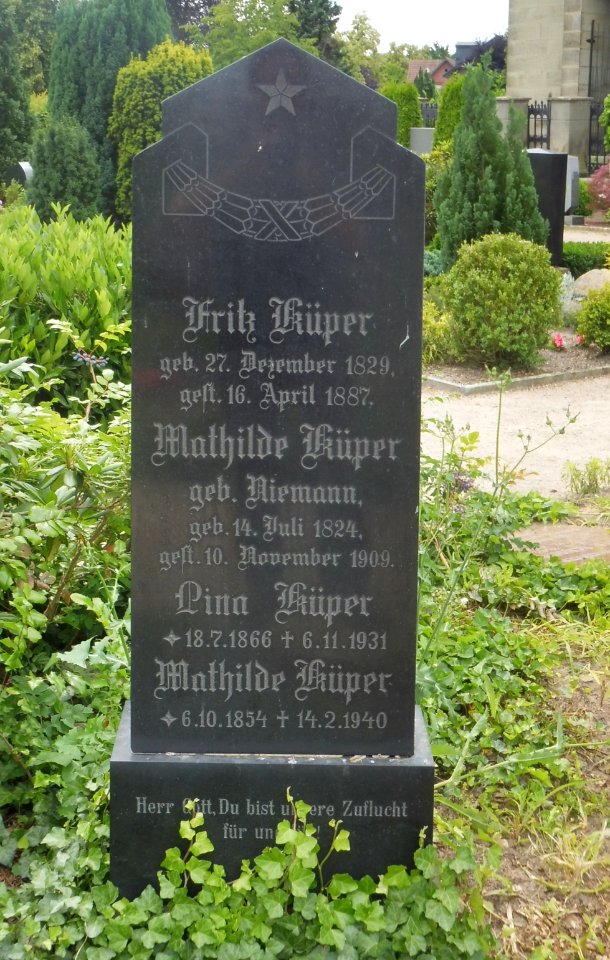 Fritz Küper
geb. 27. Dezember 1829,
gest. 16. April 1887.
Mathilde Küper
geb. Niemann,
geb. 14. Juli 1824,
gest. 10. November 1909.
Lina Küper
18.7.1866 ✝ 6.11.1931
Mathilde Küper
6.10.1854 ✝ 14.2.1940
Herr Gott, Du bist unsere Zuflucht
für